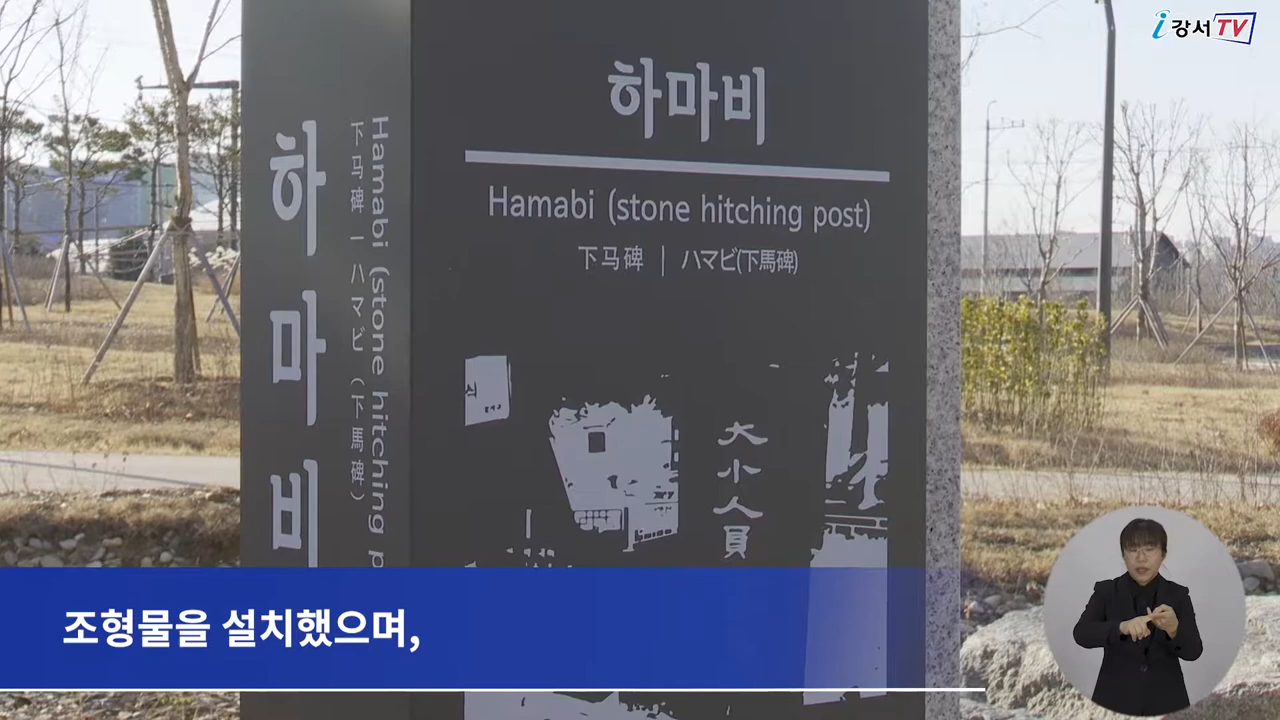 i강서TV
하마비
Hamabi (stone hitching post)
下马碑 | ハマビ(下馬碑)
하마비
Hamabi (stone hitching p
下马碑 | ハマビ (下馬碑)
大小人員
조형물을 설치했으며,